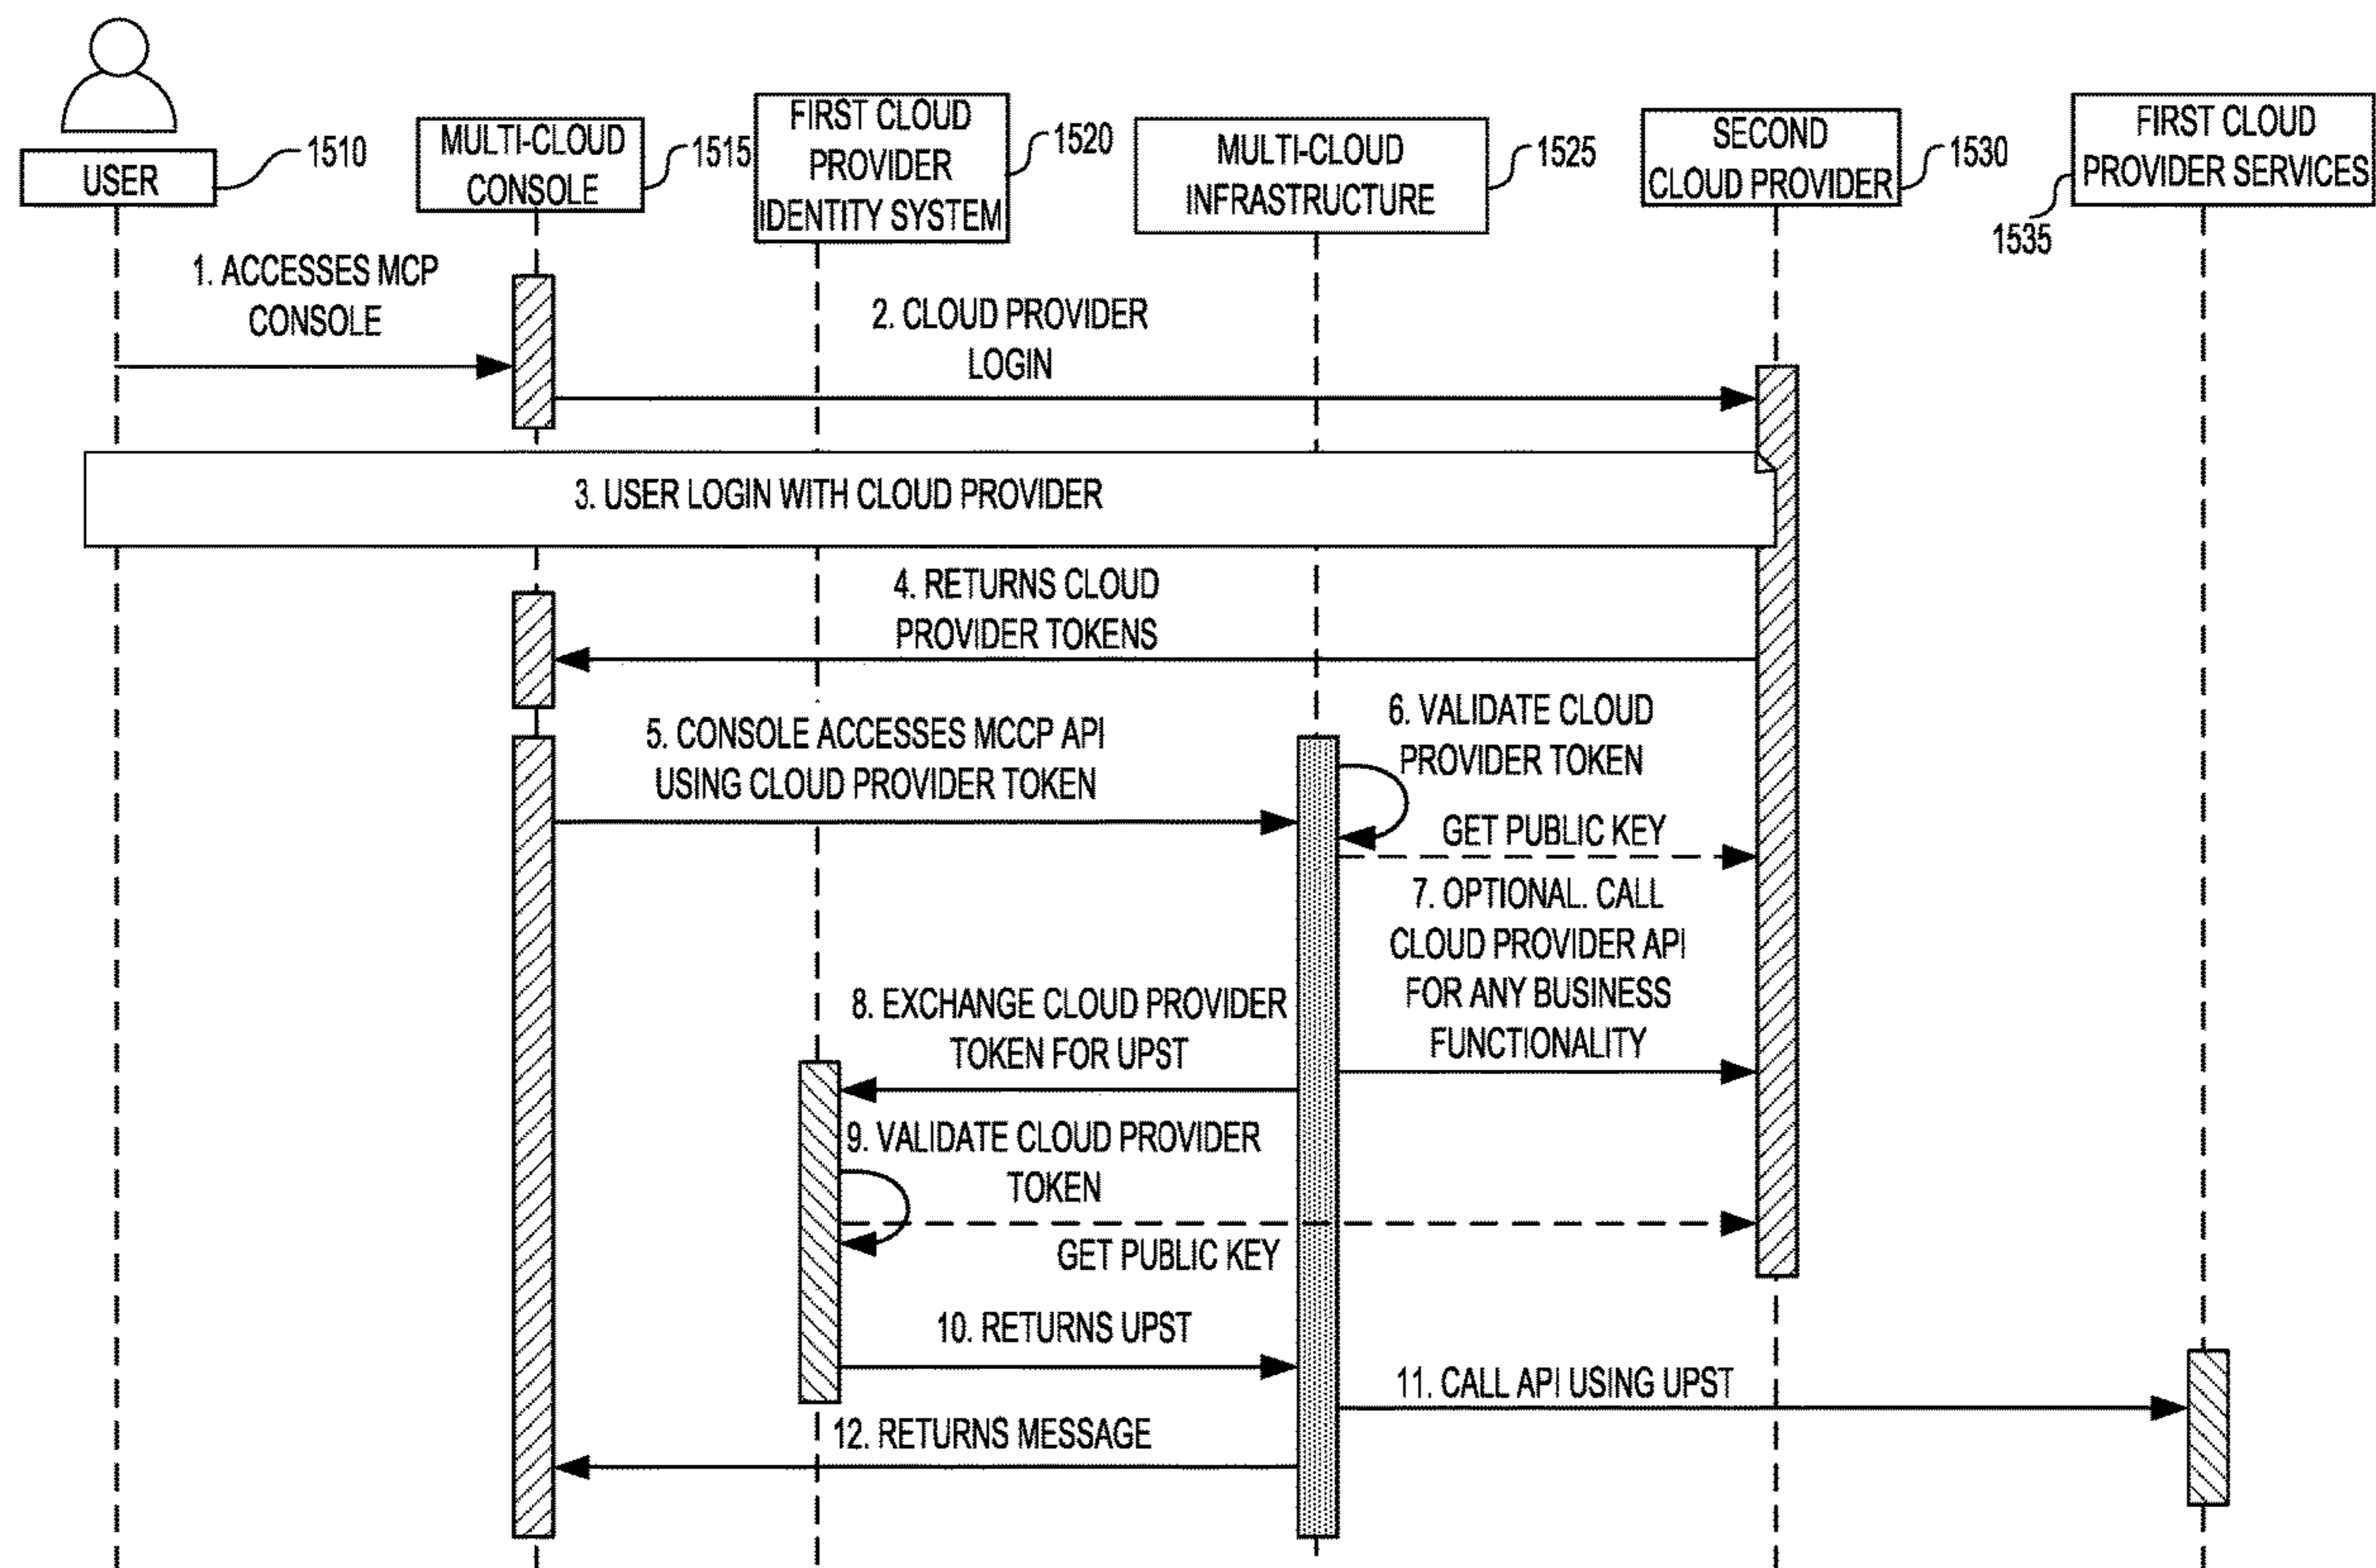 USER
1510
MULTI-CLOUD
CONSOLE
1515
FIRST CLOUD
PROVIDER
IDENTITY SYSTEM
1520
MULTI-CLOUD
INFRASTRUCTURE
1525
SECOND
CLOUD PROVIDER
1530
FIRST CLOUD
PROVIDER SERVICES
1535
1. ACCESSES MCP
CONSOLE
2. CLOUD PROVIDER
LOGIN
3. USER LOGIN WITH CLOUD PROVIDER
4. RETURNS CLOUD
PROVIDER TOKENS
5. CONSOLE ACCESSES MCCP API
USING CLOUD PROVIDER TOKEN
6. VALIDATE CLOUD
PROVIDER TOKEN
GET PUBLIC KEY
7. OPTIONAL. CALL
CLOUD PROVIDER API
FOR ANY BUSINESS
FUNCTIONALITY
8. EXCHANGE CLOUD PROVIDER
TOKEN FOR UPST
9. VALIDATE CLOUD PROVIDER
TOKEN
GET PUBLIC KEY
10. RETURNS UPST
11. CALL API USING UPST
12. RETURNS MESSAGE